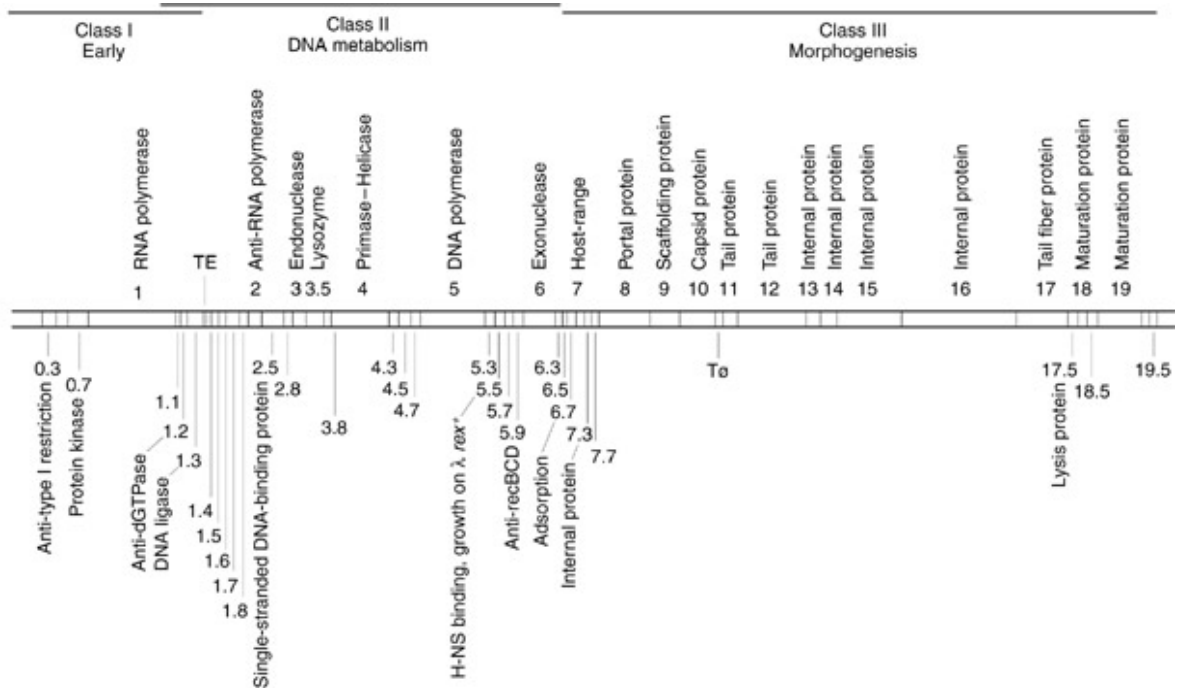 Class I
Early
Class II
DNA metabolism
Class III
Morphogenesis
RNA polymerase
TE
Anti-RNA polymerase
Endonuclease
Lysozyme
Primase–Helicase
DNA polymerase
Exonuclease
Host-range
Portal protein
Scaffolding protein
Capsid protein
Tail protein
Tail protein
Internal protein
Internal protein
Internal protein
Internal protein
Tail fiber protein
Maturation protein
Maturation protein
1 2 3 3.5 4 5 6 7 8 9 10 11 12 13 14 15 16 17 18 19
0.3 0.7 1.1 1.2 1.3 1.4 1.5 1.6 1.7 1.8 2.5 2.8 3.8 4.3 4.5 4.7 5.3 5.5 5.7 5.9 6.3 6.5 6.7 7.3 7.7 Tø 17.5 18.5 19.5
Anti-type I restriction
Protein kinase
Anti-dGTPase
DNA ligase
Single-stranded DNA-binding protein
H-NS binding, growth on λ rex⁺
Anti-recBCD
Adsorption
Internal protein
Lysis protein